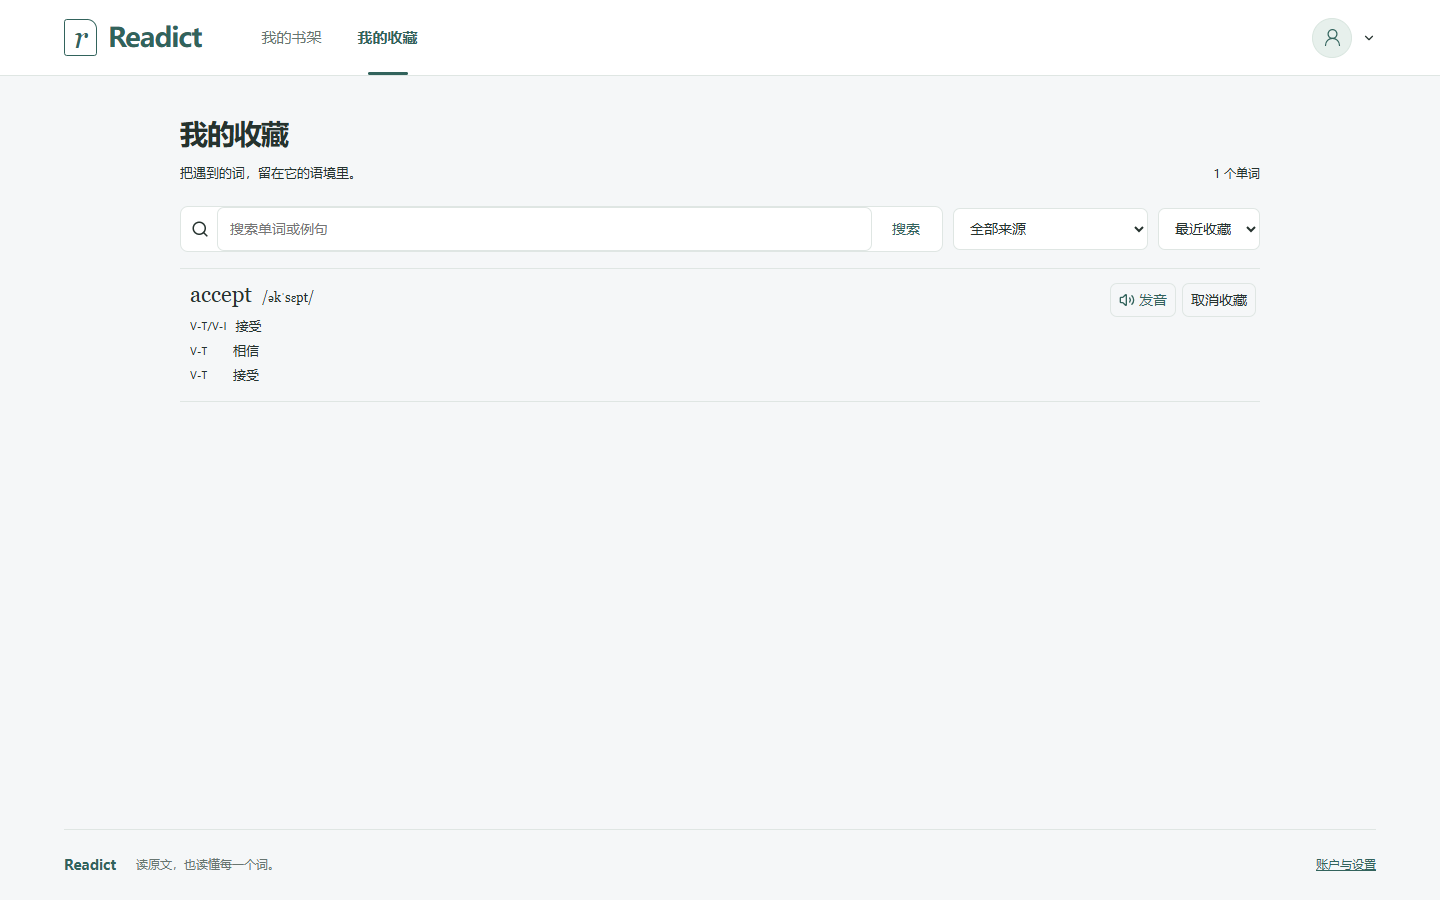 r Readict 我的书架 我的收藏
我的收藏
把遇到的词，留在它的语境里。 1 个单词
搜索单词或例句 搜索 全部来源 最近收藏
accept /əkˈsɛpt/ 发音 取消收藏
V-T/V-I 接受
V-T 相信
V-T 接受
Readict 读原文，也读懂每一个词。 账户与设置